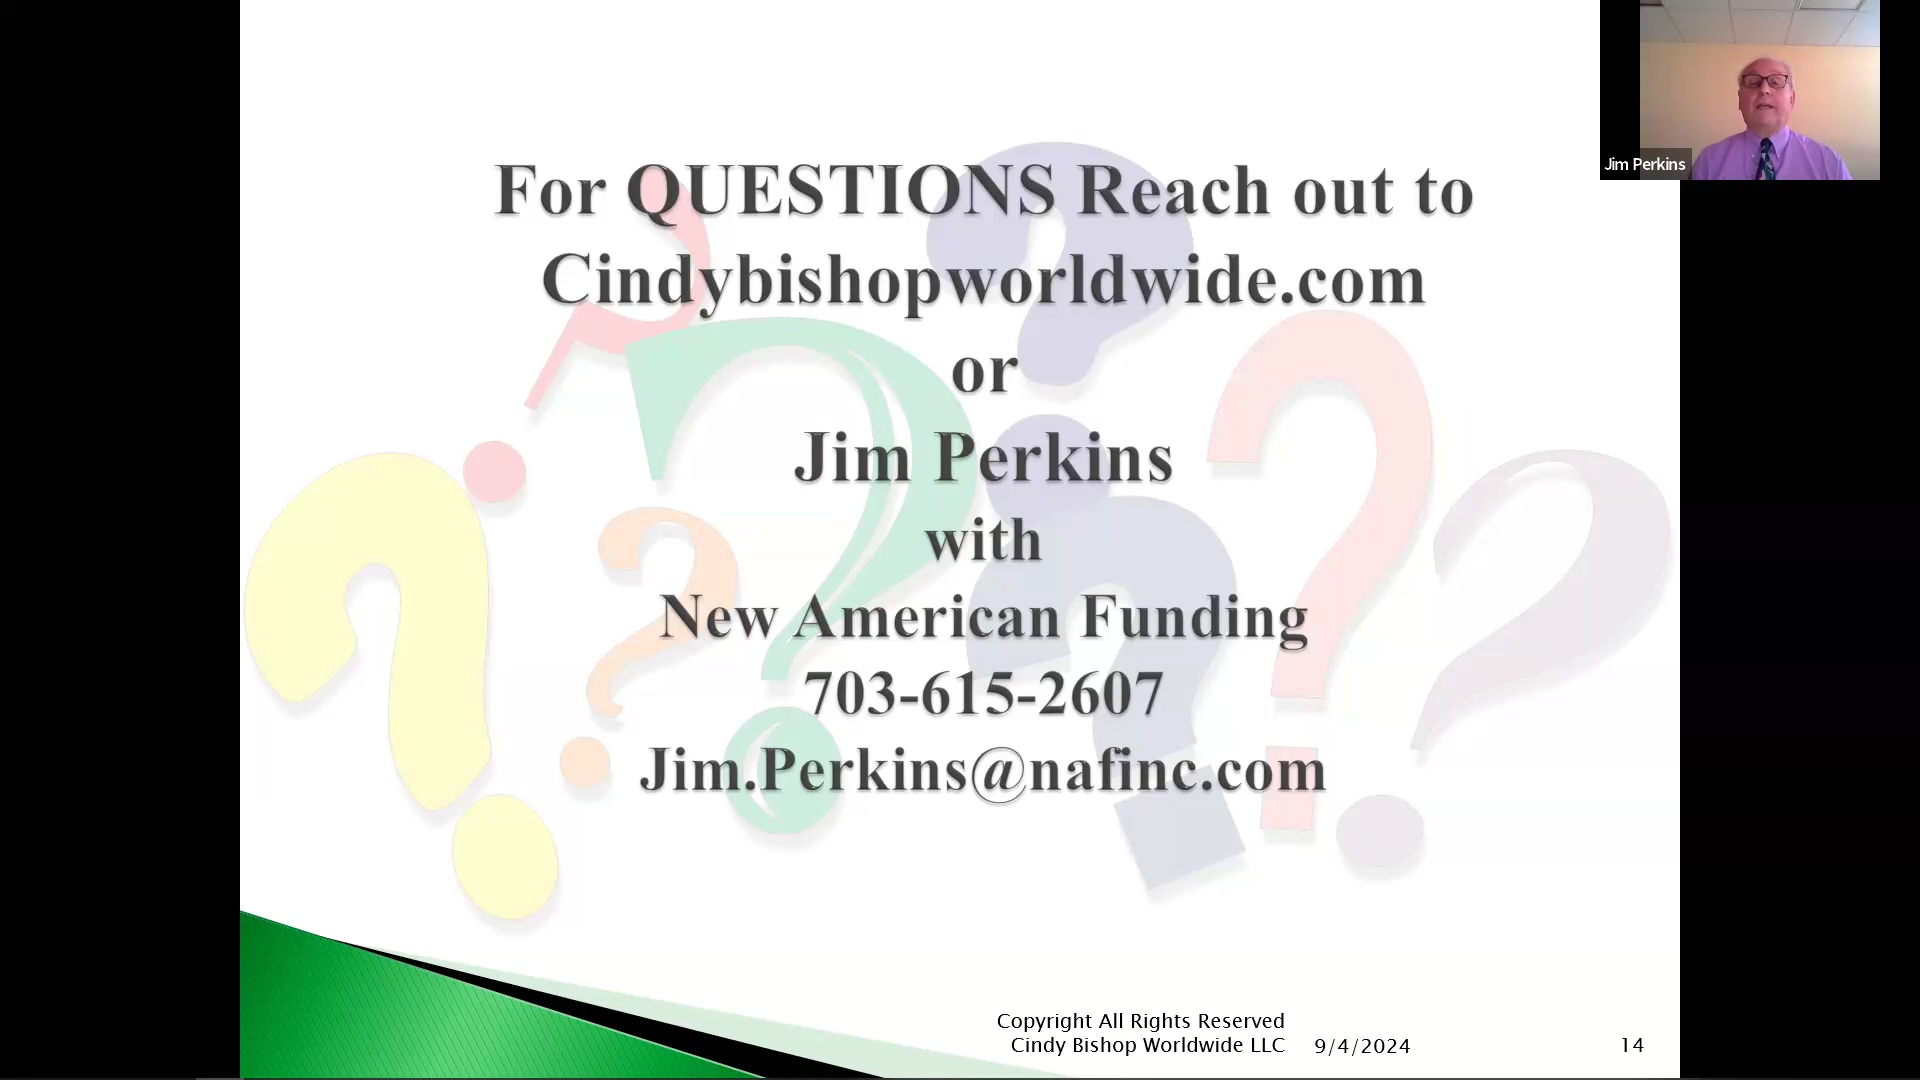 Jim Perkins
For QUESTIONS Reach out to
Cindybishopworldwide.com
or
Jim Perkins
with
New American Funding
703-615-2607
Jim.Perkins@nafinc.com
Copyright All Rights Reserved
Cindy Bishop Worldwide LLC
9/4/2024
14